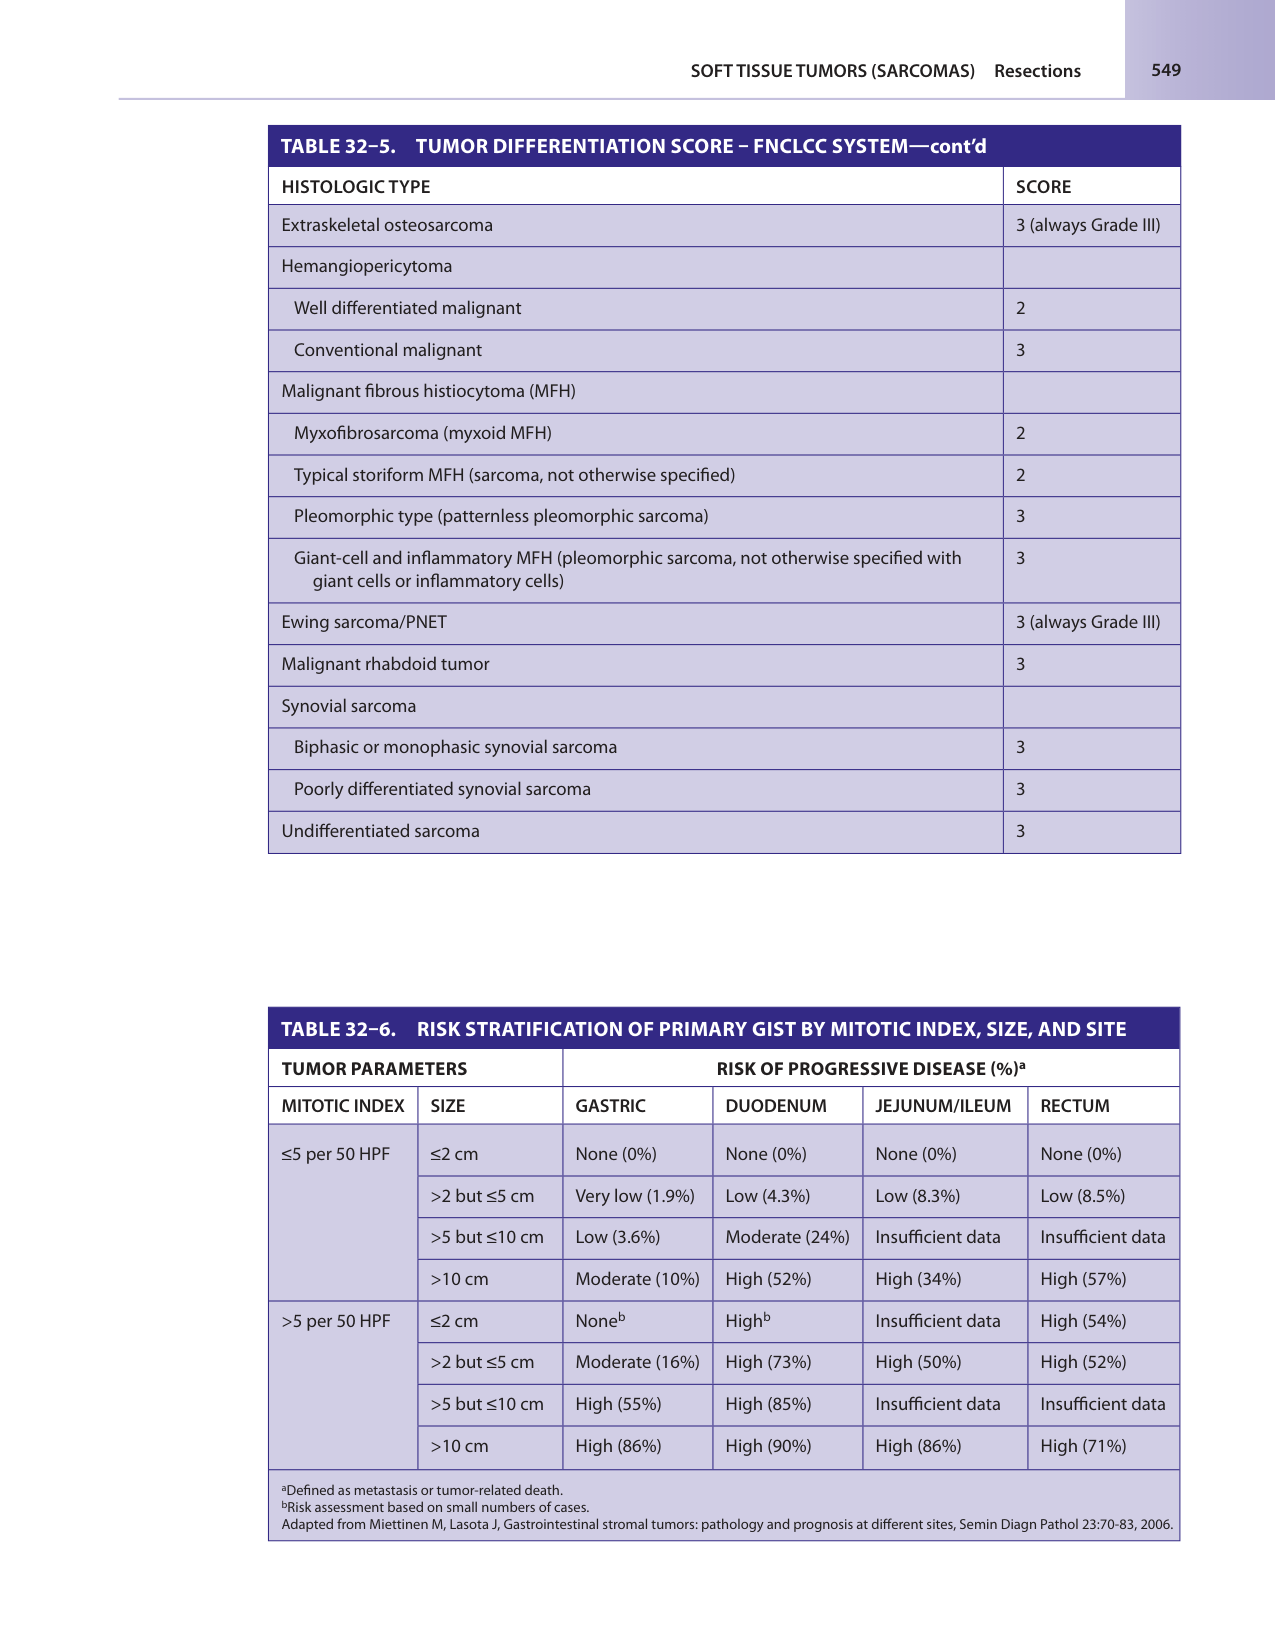 SOFT TISSUE TUMORS (SARCOMAS) Resections 549
TABLE 32–5. TUMOR DIFFERENTIATION SCORE – FNCLCC SYSTEM—cont’d
HISTOLOGIC TYPE SCORE
Extraskeletal osteosarcoma 3 (always Grade III)
Hemangiopericytoma
Well differentiated malignant 2
Conventional malignant 3
Malignant fibrous histiocytoma (MFH)
Myxofibrosarcoma (myxoid MFH) 2
Typical storiform MFH (sarcoma, not otherwise specified) 2
Pleomorphic type (patternless pleomorphic sarcoma) 3
Giant-cell and inflammatory MFH (pleomorphic sarcoma, not otherwise specified with 3
giant cells or inflammatory cells)
Ewing sarcoma/PNET 3 (always Grade III)
Malignant rhabdoid tumor 3
Synovial sarcoma
Biphasic or monophasic synovial sarcoma 3
Poorly differentiated synovial sarcoma 3
Undifferentiated sarcoma 3
TABLE 32–6. RISK STRATIFICATION OF PRIMARY GIST BY MITOTIC INDEX, SIZE, AND SITE
TUMOR PARAMETERS RISK OF PROGRESSIVE DISEASE (%)ᵃ
MITOTIC INDEX SIZE GASTRIC DUODENUM JEJUNUM/ILEUM RECTUM
≤5 per 50 HPF ≤2 cm None (0%) None (0%) None (0%) None (0%)
>2 but ≤5 cm Very low (1.9%) Low (4.3%) Low (8.3%) Low (8.5%)
>5 but ≤10 cm Low (3.6%) Moderate (24%) Insufficient data Insufficient data
>10 cm Moderate (10%) High (52%) High (34%) High (57%)
>5 per 50 HPF ≤2 cm Noneᵇ Highᵇ Insufficient data High (54%)
>2 but ≤5 cm Moderate (16%) High (73%) High (50%) High (52%)
>5 but ≤10 cm High (55%) High (85%) Insufficient data Insufficient data
>10 cm High (86%) High (90%) High (86%) High (71%)
ᵃDefined as metastasis or tumor-related death.
ᵇRisk assessment based on small numbers of cases.
Adapted from Miettinen M, Lasota J, Gastrointestinal stromal tumors: pathology and prognosis at different sites, Semin Diagn Pathol 23:70-83, 2006.